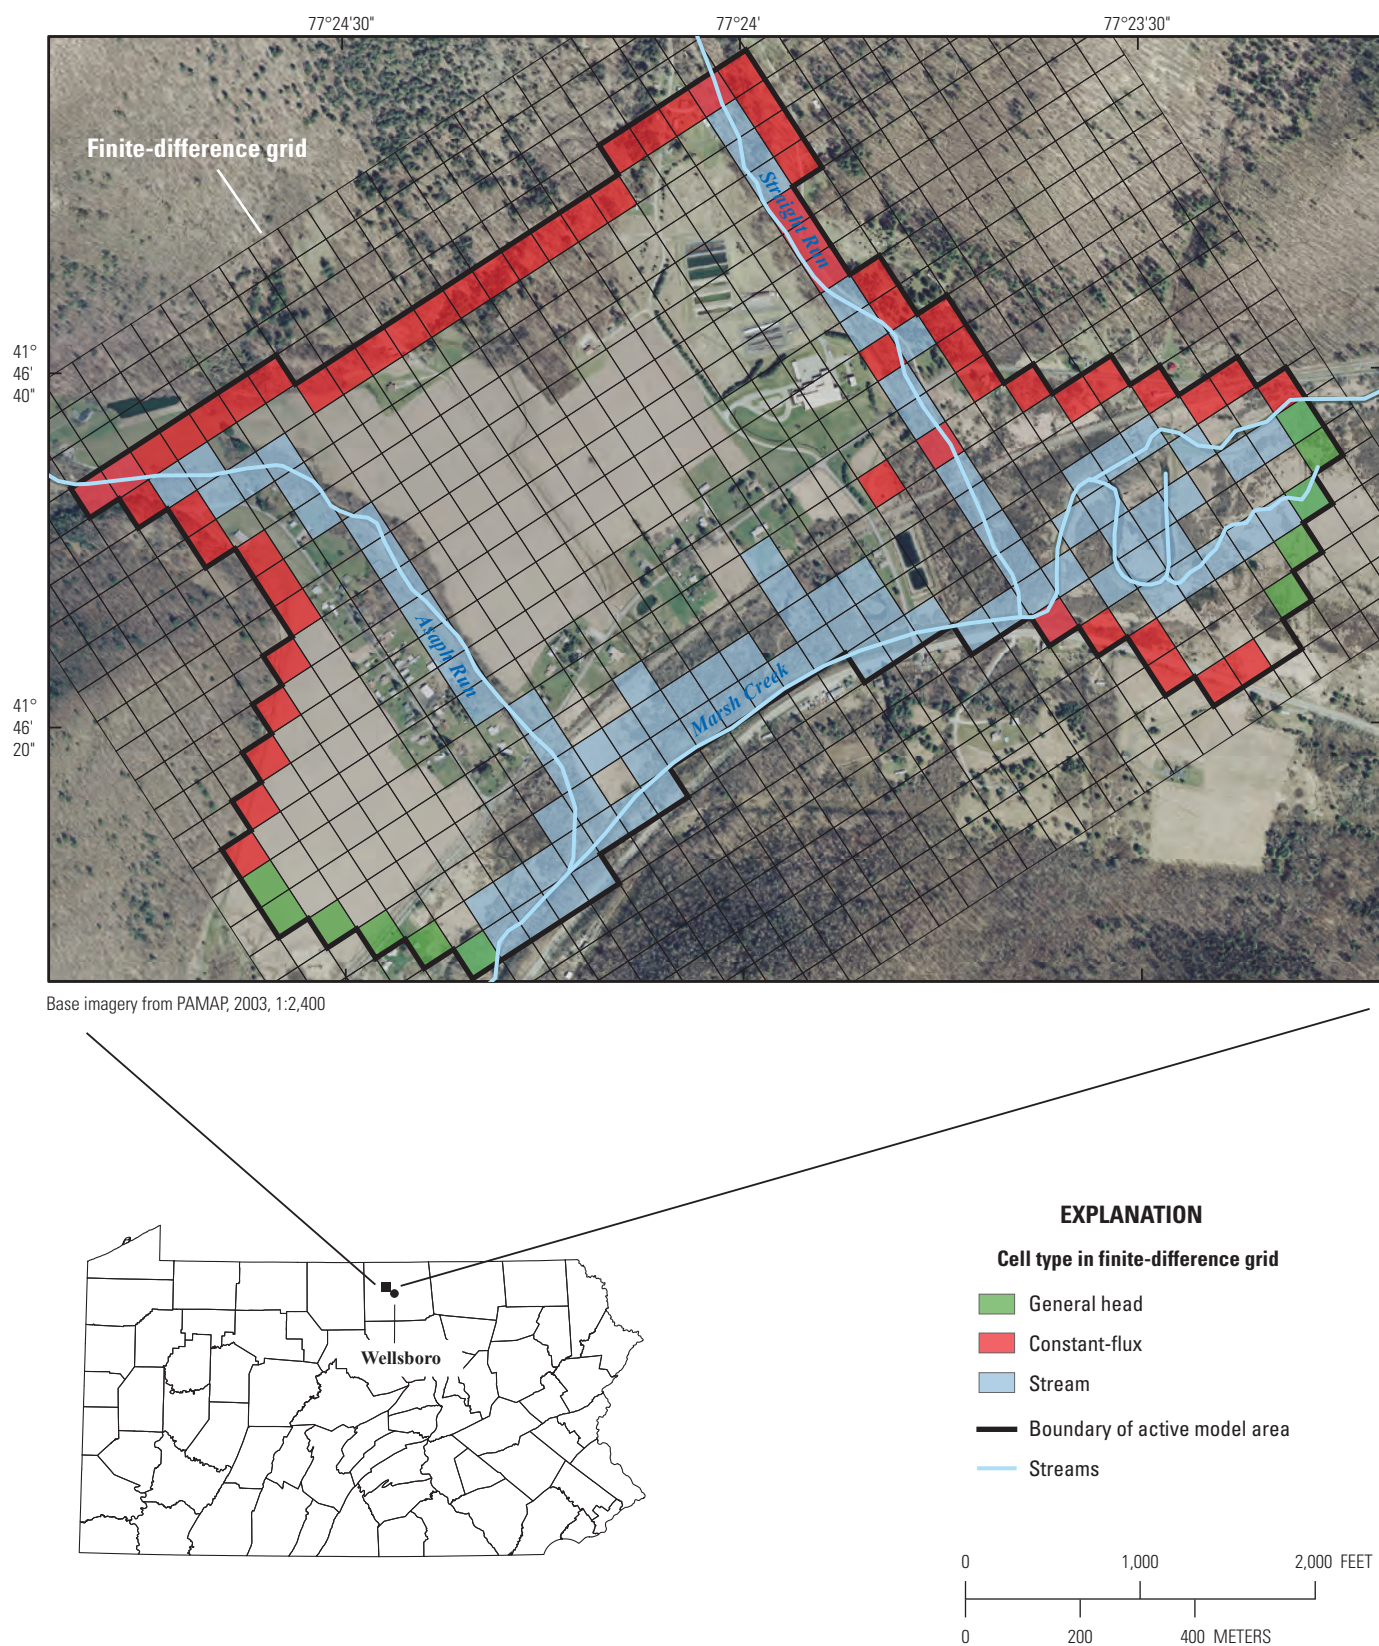 77°24'30"
77°24'
77°23'30"
Finite-difference grid
Straight Run
41°
46'
40"
Asaph Run
41°
46'
20"
Marsh Creek
Base imagery from PAMAP, 2003, 1:2,400
EXPLANATION
Cell type in finite-difference grid
General head
Constant-flux
Stream
Boundary of active model area
Streams
Wellsboro
0 1,000 2,000 FEET
0 200 400 METERS